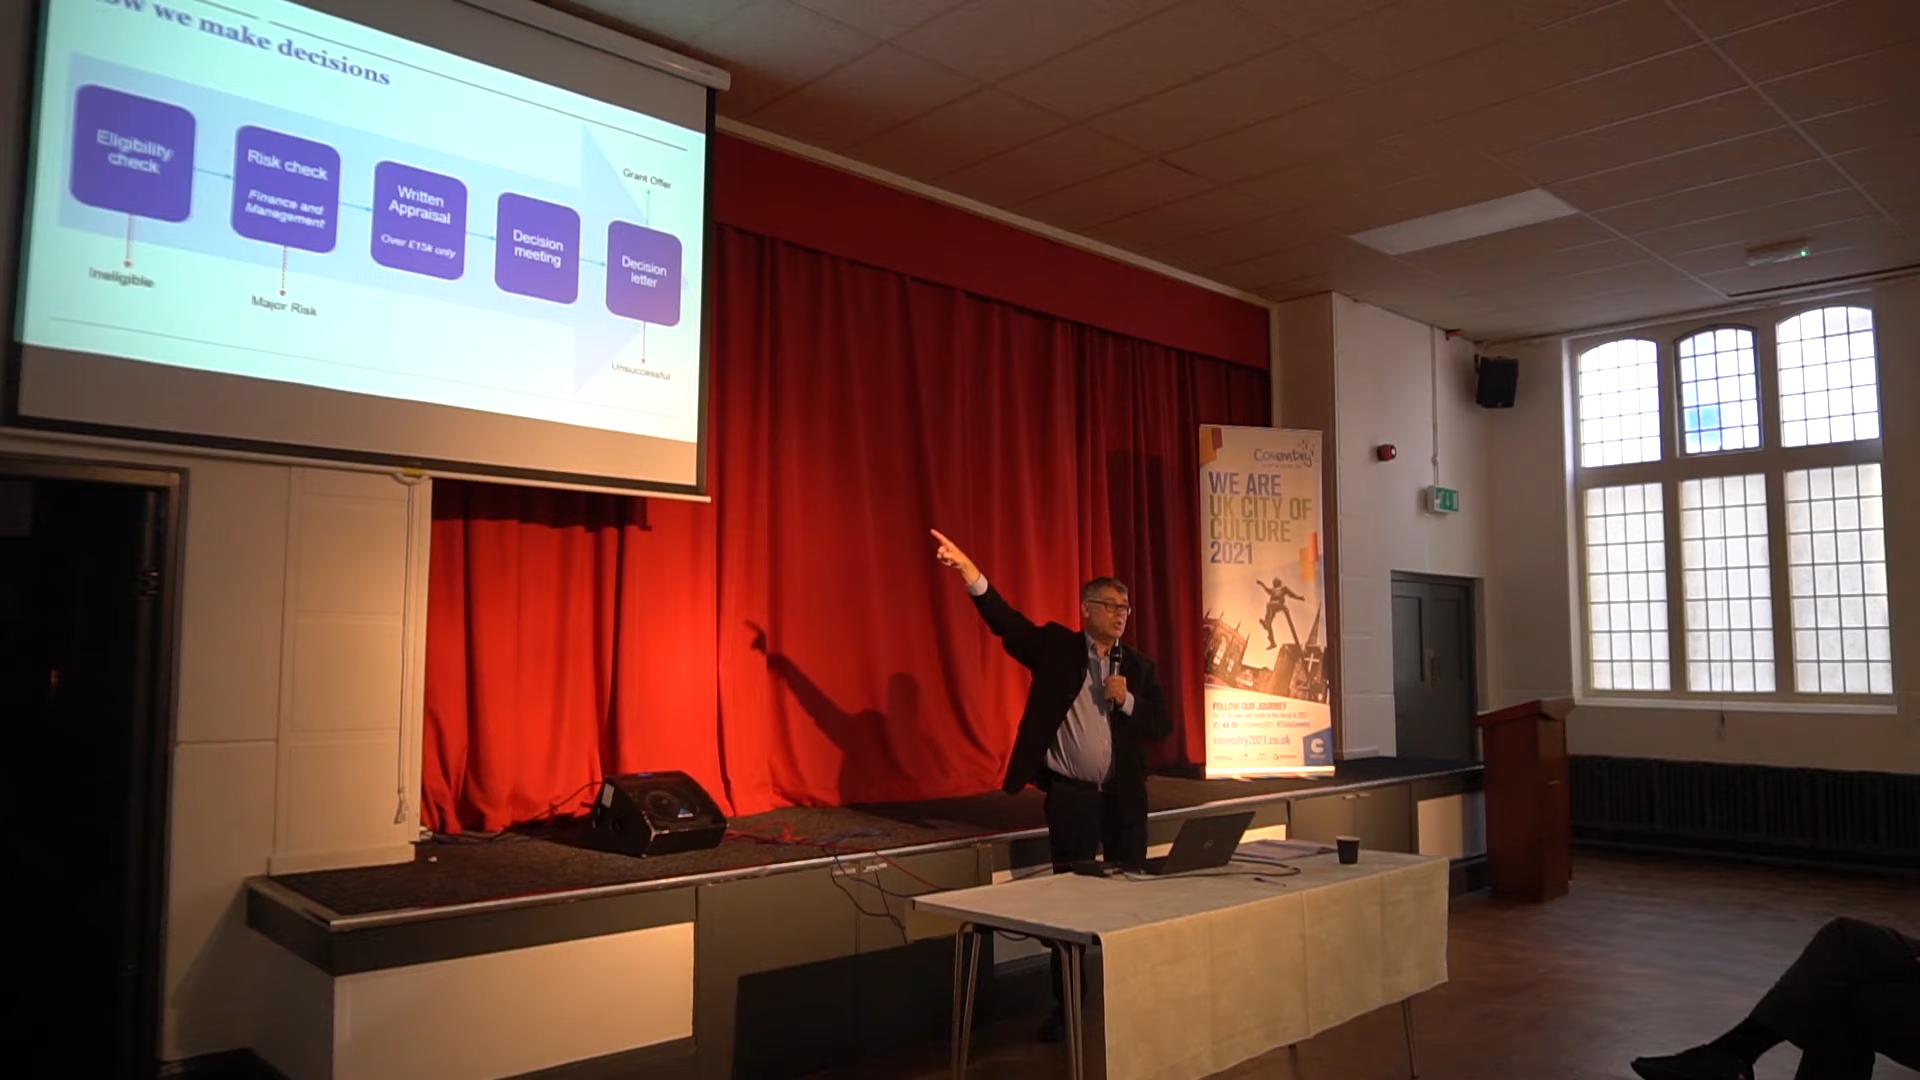 how we make decisions
Eligibility
check
Risk check
Finance and
Management
Written
Appraisal
Over £15k only
Decision
meeting
Decision
letter
Grant Offer
Ineligible
Major Risk
Unsuccessful
Coventry
WE ARE
UK CITY OF
CULTURE
2021
FOLLOW OUR JOURNEY
coventry2021.co.uk